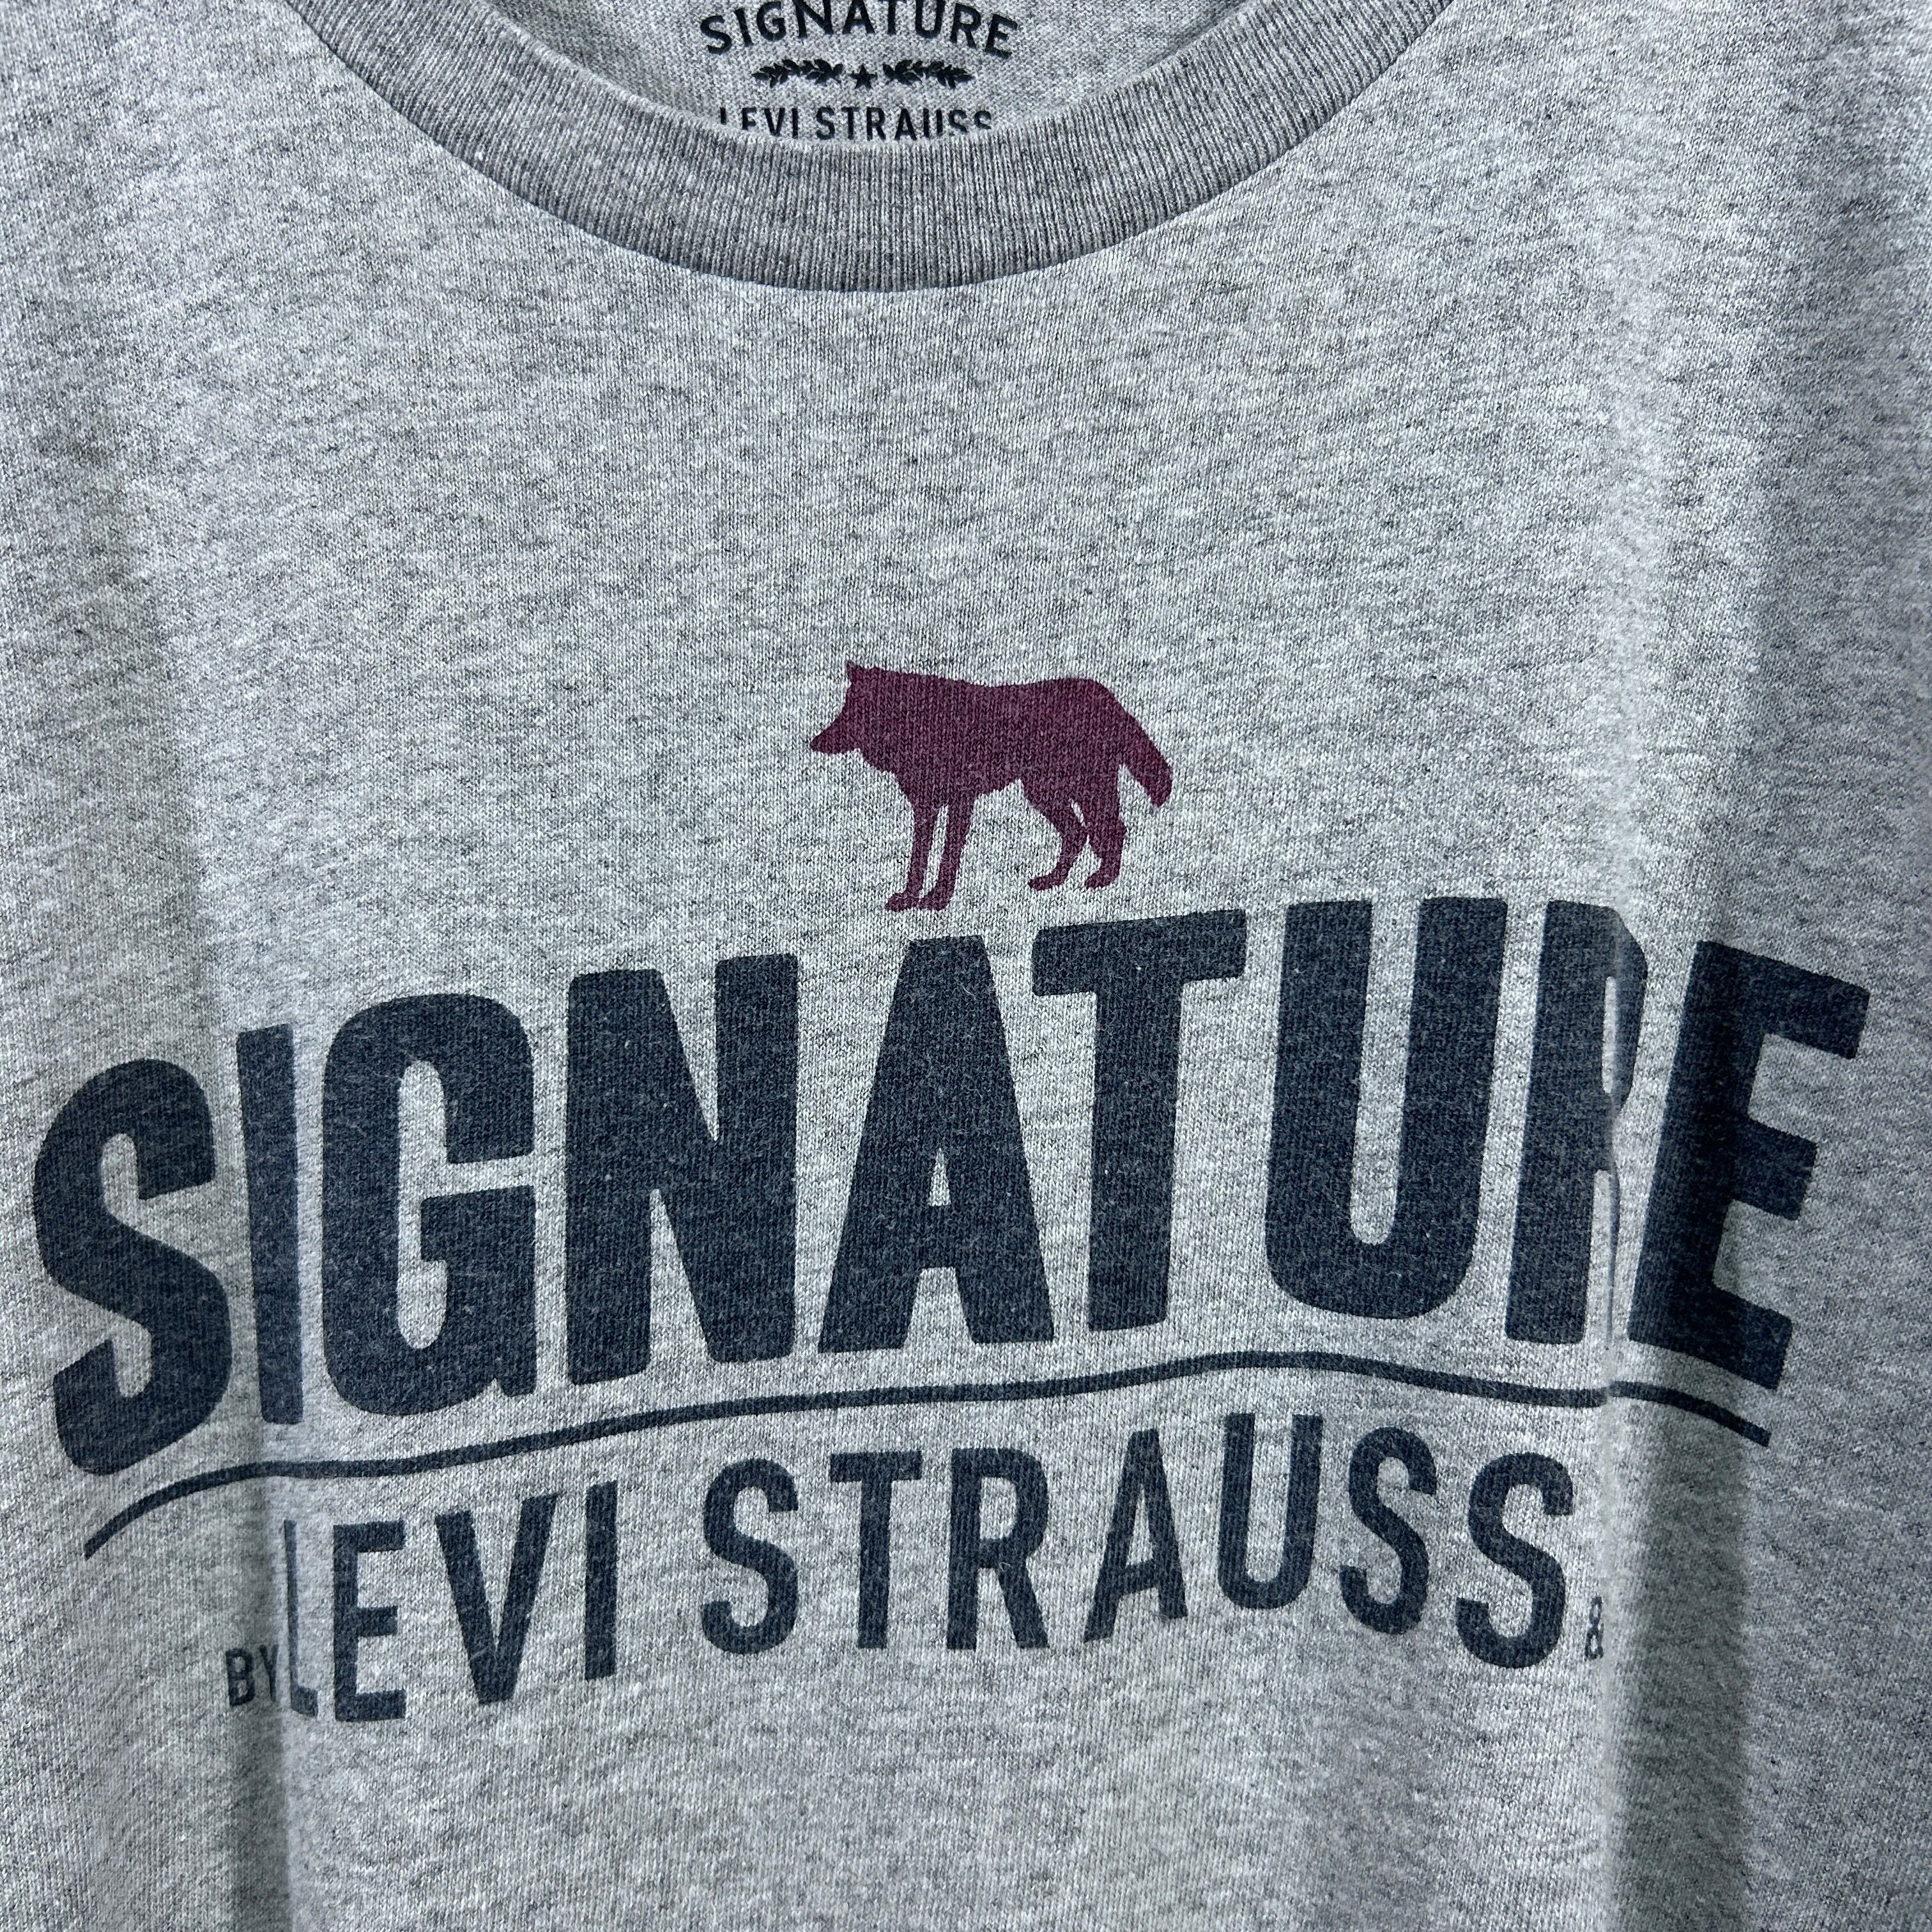 SIGNATURE
LEVI STRAUSS
SIGNATURE
BY LEVI STRAUSS &